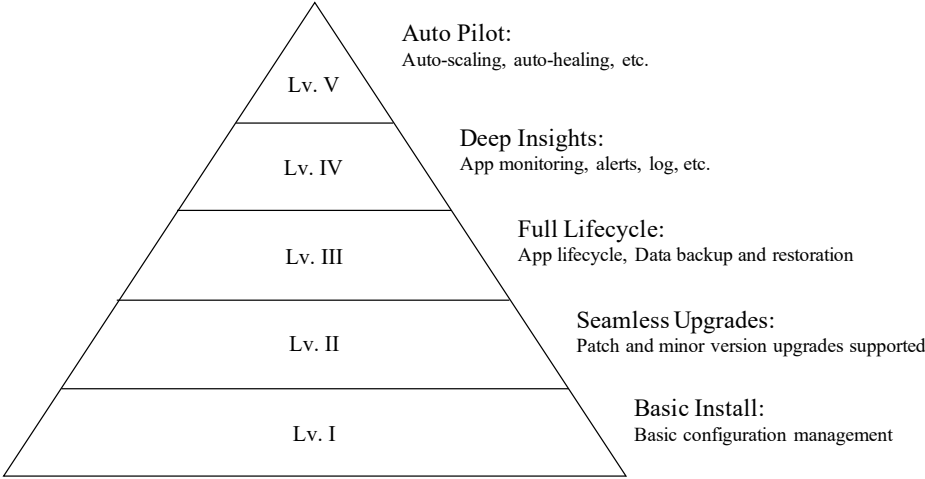 Auto Pilot:
Auto-scaling, auto-healing, etc.
Lv. V
Deep Insights:
App monitoring, alerts, log, etc.
Lv. IV
Full Lifecycle:
App lifecycle, Data backup and restoration
Lv. III
Seamless Upgrades:
Patch and minor version upgrades supported
Lv. II
Basic Install:
Basic configuration management
Lv. I